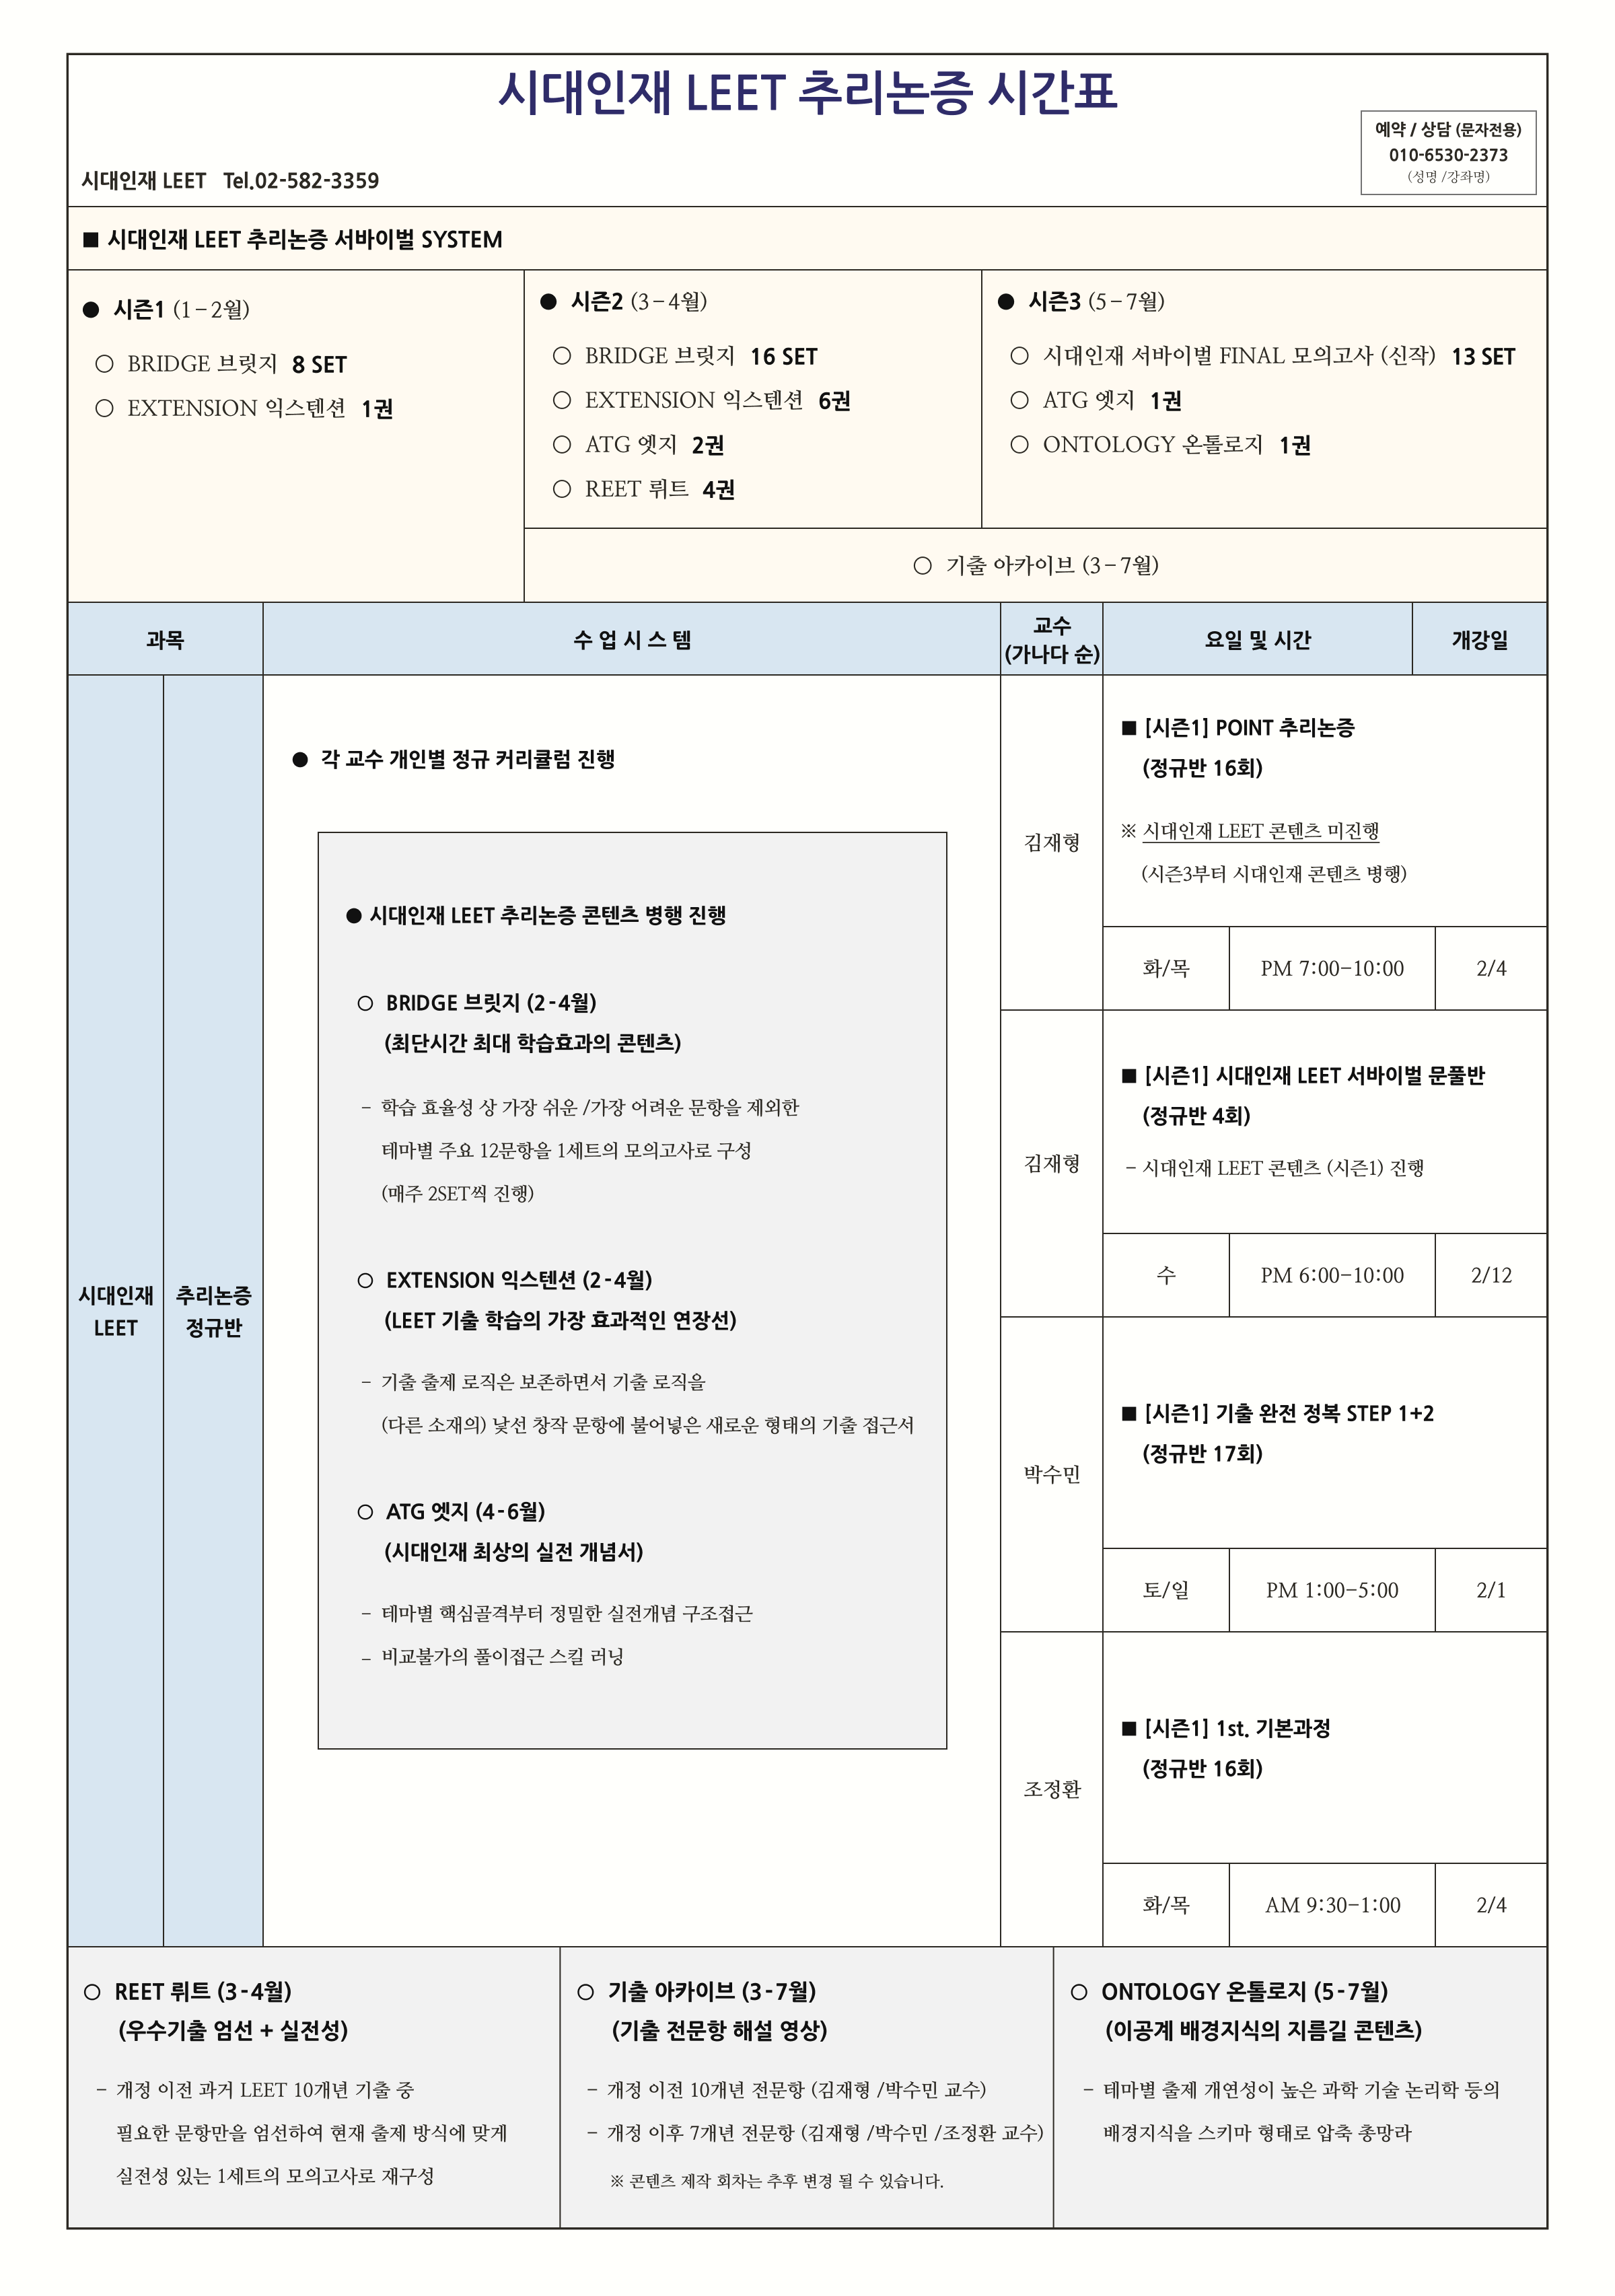 시대인재 LEET 추리논증 시간표
예약 / 상담 (문자전용)
010-6530-2373
(성명 /강좌명)
시대인재 LEET Tel.02-582-3359
■ 시대인재 LEET 추리논증 서바이벌 SYSTEM
● 시즌1 (1-2월)
○ BRIDGE 브릿지 8 SET
○ EXTENSION 익스텐션 1권
● 시즌2 (3-4월)
○ BRIDGE 브릿지 16 SET
○ EXTENSION 익스텐션 6권
○ ATG 엣지 2권
○ REET 뤼트 4권
● 시즌3 (5-7월)
○ 시대인재 서바이벌 FINAL 모의고사 (신작) 13 SET
○ ATG 엣지 1권
○ ONTOLOGY 온톨로지 1권
○ 기출 아카이브 (3-7월)
과목
수 업 시 스 템
교수
(가나다 순)
요일 및 시간
개강일
시대인재
LEET
추리논증
정규반
● 각 교수 개인별 정규 커리큘럼 진행
● 시대인재 LEET 추리논증 콘텐츠 병행 진행
○ BRIDGE 브릿지 (2-4월)
(최단시간 최대 학습효과의 콘텐츠)
- 학습 효율성 상 가장 쉬운 /가장 어려운 문항을 제외한
테마별 주요 12문항을 1세트의 모의고사로 구성
(매주 2SET씩 진행)
○ EXTENSION 익스텐션 (2-4월)
(LEET 기출 학습의 가장 효과적인 연장선)
- 기출 출제 로직은 보존하면서 기출 로직을
(다른 소재의) 낯선 창작 문항에 불어넣은 새로운 형태의 기출 접근서
○ ATG 엣지 (4-6월)
(시대인재 최상의 실전 개념서)
- 테마별 핵심골격부터 정밀한 실전개념 구조접근
- 비교불가의 풀이접근 스킬 러닝
김재형
■ [시즌1] POINT 추리논증
(정규반 16회)
※ 시대인재 LEET 콘텐츠 미진행
(시즌3부터 시대인재 콘텐츠 병행)
화/목
PM 7:00-10:00
2/4
김재형
■ [시즌1] 시대인재 LEET 서바이벌 문풀반
(정규반 4회)
- 시대인재 LEET 콘텐츠 (시즌1) 진행
수
PM 6:00-10:00
2/12
박수민
■ [시즌1] 기출 완전 정복 STEP 1+2
(정규반 17회)
토/일
PM 1:00-5:00
2/1
조정환
■ [시즌1] 1st. 기본과정
(정규반 16회)
화/목
AM 9:30-1:00
2/4
○ REET 뤼트 (3-4월)
(우수기출 엄선 + 실전성)
- 개정 이전 과거 LEET 10개년 기출 중
필요한 문항만을 엄선하여 현재 출제 방식에 맞게
실전성 있는 1세트의 모의고사로 재구성
○ 기출 아카이브 (3-7월)
(기출 전문항 해설 영상)
- 개정 이전 10개년 전문항 (김재형 /박수민 교수)
- 개정 이후 7개년 전문항 (김재형 /박수민 /조정환 교수)
※ 콘텐츠 제작 회차는 추후 변경 될 수 있습니다.
○ ONTOLOGY 온톨로지 (5-7월)
(이공계 배경지식의 지름길 콘텐츠)
- 테마별 출제 개연성이 높은 과학 기술 논리학 등의
배경지식을 스키마 형태로 압축 총망라